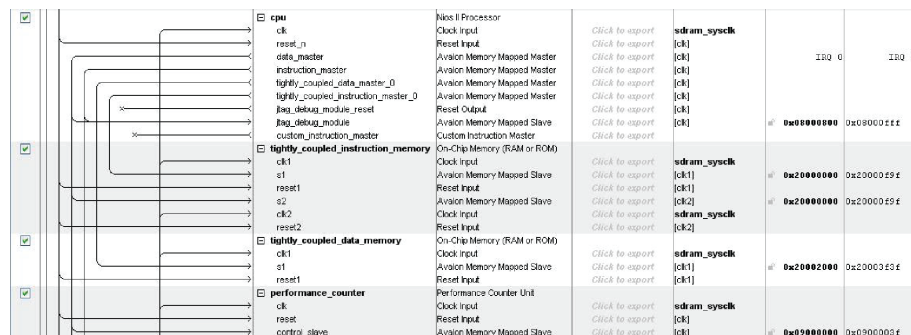 cpu Nios II Processor
clk Clock Input Click to export sdram_sysclk
reset_n Reset Input Click to export [clk]
data_master Avalon Memory Mapped Master Click to export [clk] IRQ 0 IRQ
instruction_master Avalon Memory Mapped Master Click to export [clk]
tightly_coupled_data_master_0 Avalon Memory Mapped Master Click to export [clk]
tightly_coupled_instruction_master_0 Avalon Memory Mapped Master Click to export [clk]
jtag_debug_module_reset Reset Output Click to export [clk]
jtag_debug_module Avalon Memory Mapped Slave Click to export [clk] 0x08000800 0x08000fff
custom_instruction_master Custom Instruction Master Click to export
tightly_coupled_instruction_memory On-Chip Memory (RAM or ROM)
clk1 Clock Input Click to export sdram_sysclk
s1 Avalon Memory Mapped Slave Click to export [clk1] 0x20000000 0x20000f9f
reset1 Reset Input Click to export [clk1]
s2 Avalon Memory Mapped Slave Click to export [clk2] 0x20000000 0x20000f9f
clk2 Clock Input Click to export sdram_sysclk
reset2 Reset Input Click to export [clk2]
tightly_coupled_data_memory On-Chip Memory (RAM or ROM)
clk1 Clock Input Click to export sdram_sysclk
s1 Avalon Memory Mapped Slave Click to export [clk1] 0x20002000 0x20003f3f
reset1 Reset Input Click to export [clk1]
performance_counter Performance Counter Unit
clk Clock Input Click to export sdram_sysclk
reset Reset Input Click to export [clk]
control_slave Avalon Memory Mapped Slave Click to export [clk] 0x09000000 0x0900003f